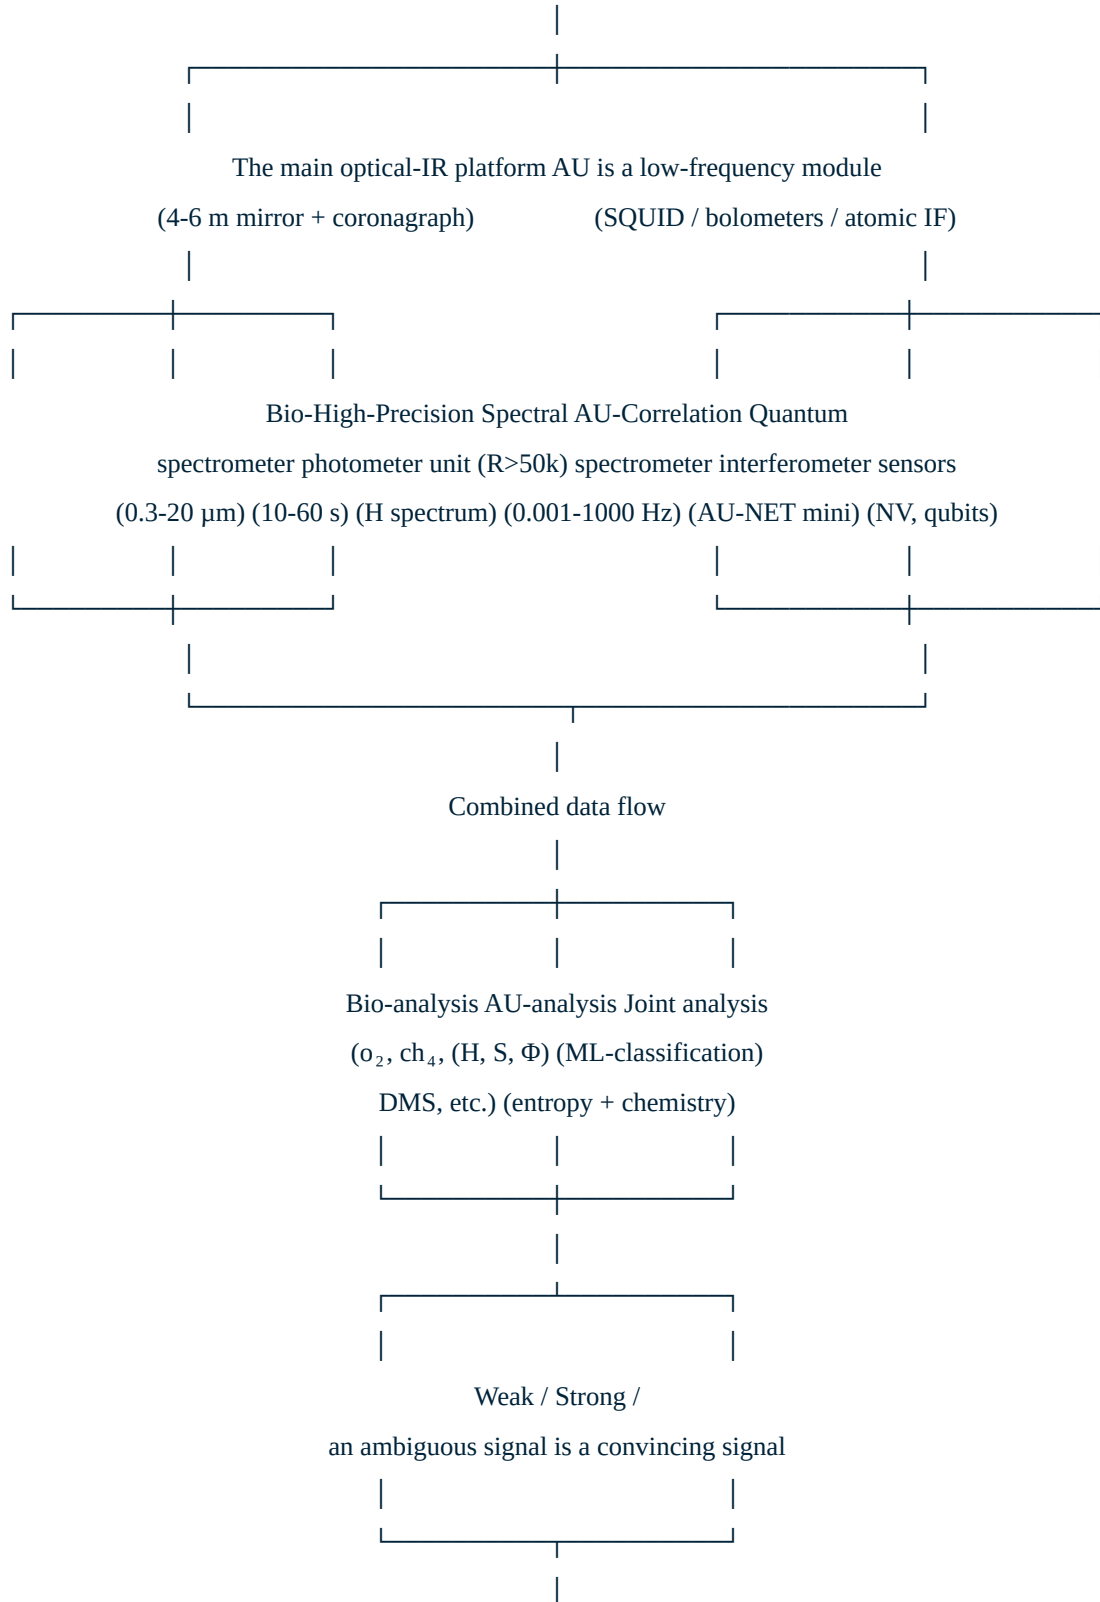 The main optical-IR platform AU is a low-frequency module
(4-6 m mirror + coronagraph) (SQUID / bolometers / atomic IF)
Bio-High-Precision Spectral AU-Correlation Quantum
spectrometer photometer unit (R>50k) spectrometer interferometer sensors
(0.3-20 µm) (10-60 s) (H spectrum) (0.001-1000 Hz) (AU-NET mini) (NV, qubits)
Combined data flow
Bio-analysis AU-analysis Joint analysis
(o₂, ch₄, (H, S, Φ) (ML-classification)
DMS, etc.) (entropy + chemistry)
Weak / Strong /
an ambiguous signal is a convincing signal